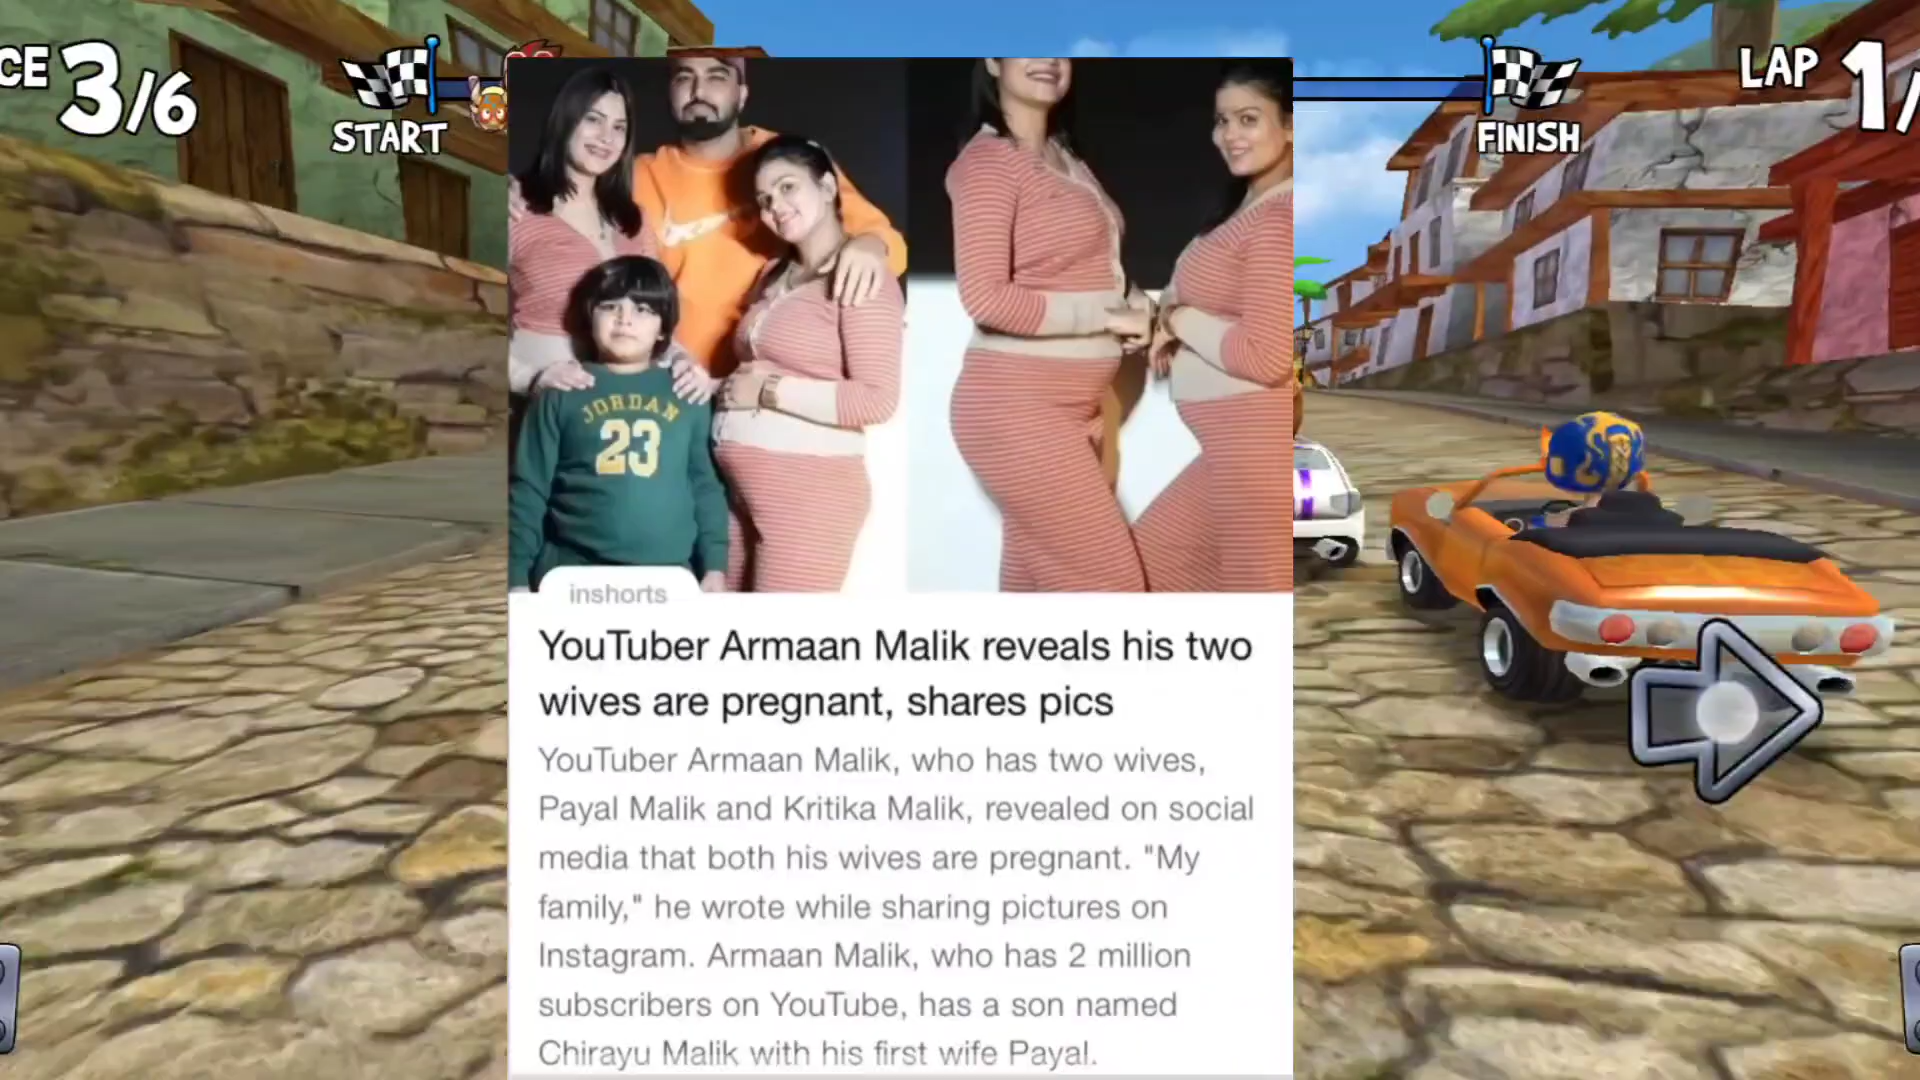 CE 3/6
START
FINISH
LAP 1/
JORDAN
23
inshorts
YouTuber Armaan Malik reveals his two
wives are pregnant, shares pics
YouTuber Armaan Malik, who has two wives,
Payal Malik and Kritika Malik, revealed on social
media that both his wives are pregnant. "My
family," he wrote while sharing pictures on
Instagram. Armaan Malik, who has 2 million
subscribers on YouTube, has a son named
Chirayu Malik with his first wife Payal.